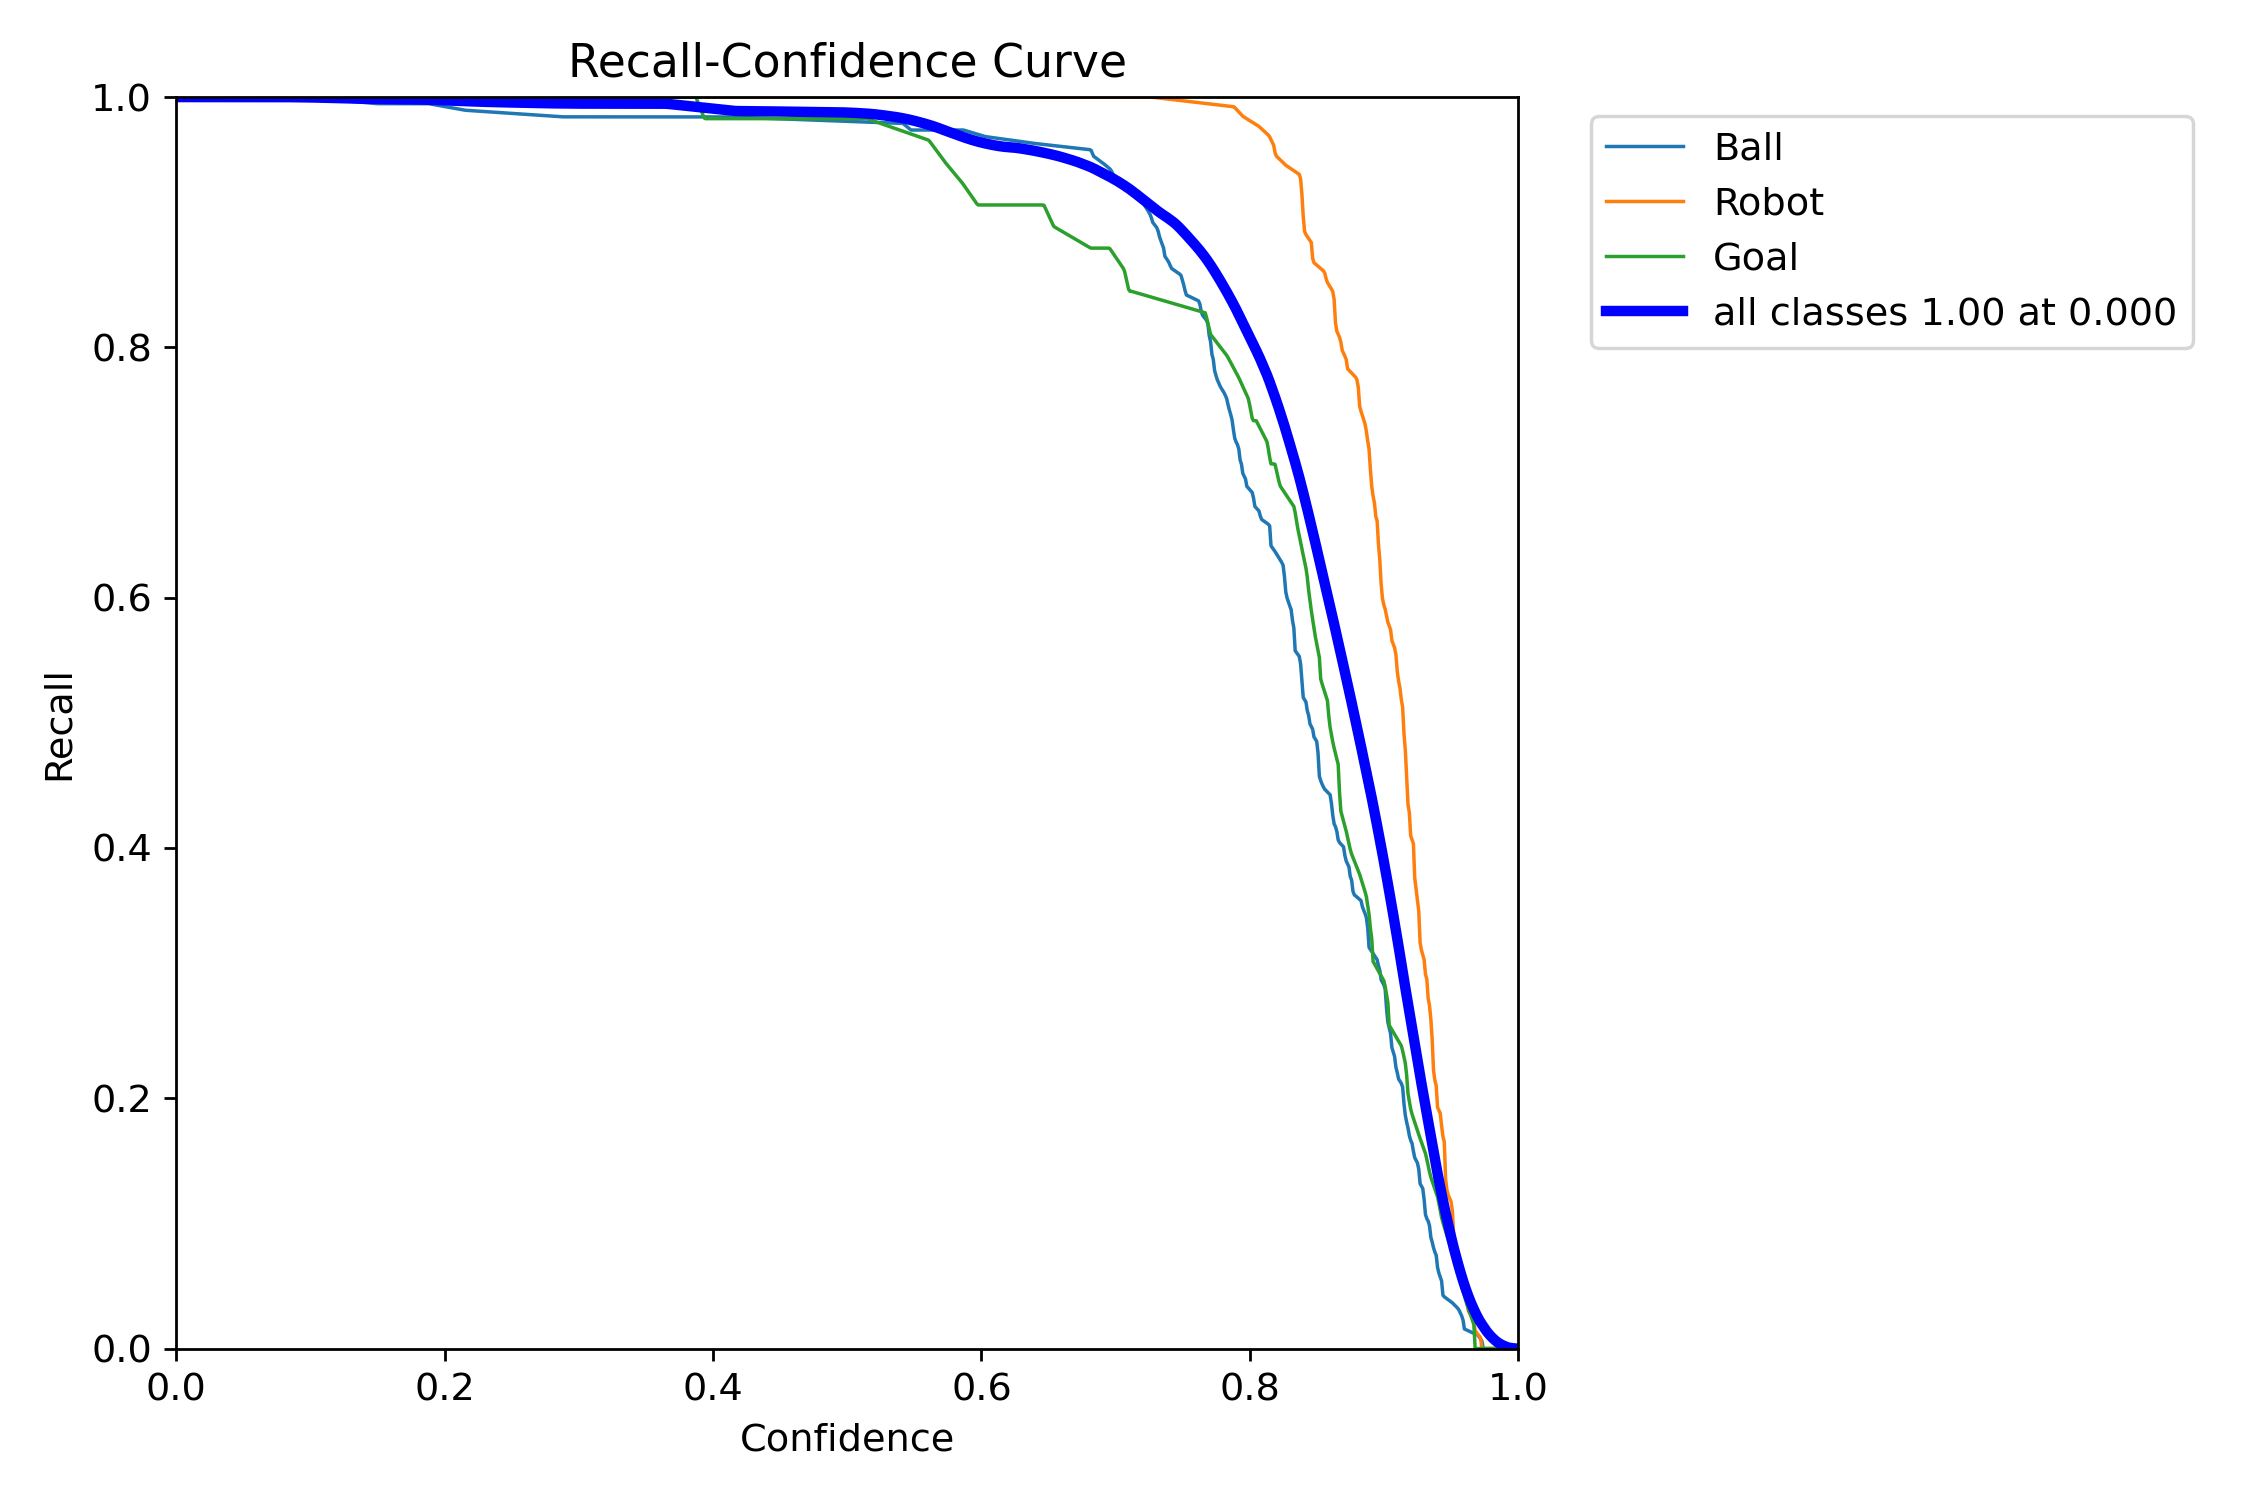 Recall-Confidence Curve
1.0
0.8
0.6
0.4
0.2
0.0
Recall
0.0 0.2 0.4 0.6 0.8 1.0
Confidence
Ball
Robot
Goal
all classes 1.00 at 0.000